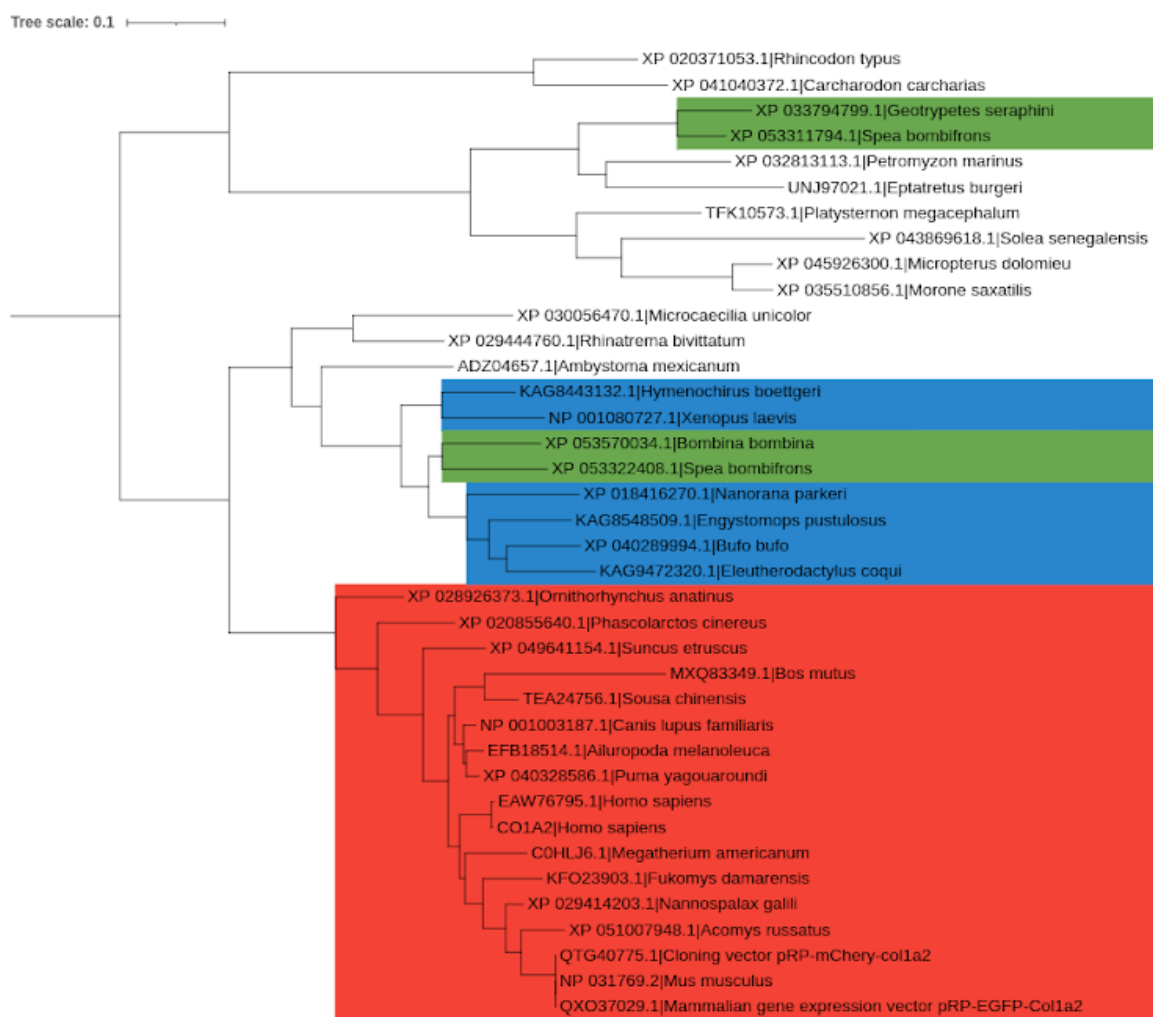 Tree scale: 0.1
XP 020371053.1|Rhincodon typus
XP 041040372.1|Carcharodon carcharias
XP 033794799.1|Geotrypetes seraphini
XP 053311794.1|Spea bombifrons
XP 032813113.1|Petromyzon marinus
UNJ97021.1|Eptatretus burgeri
TFK10573.1|Platysternon megacephalum
XP 043869618.1|Solea senegalensis
XP 045926300.1|Micropterus dolomieu
XP 035510856.1|Morone saxatilis
XP 030056470.1|Microcaecilia unicolor
XP 029444760.1|Rhinatrema bivittatum
ADZ04657.1|Ambystoma mexicanum
KAG8443132.1|Hymenochirus boettgeri
NP 001080727.1|Xenopus laevis
XP 053570034.1|Bombina bombina
XP 053322408.1|Spea bombifrons
XP 018416270.1|Nanorana parkeri
KAG8548509.1|Engystomops pustulosus
XP 040289994.1|Bufo bufo
KAG9472320.1|Eleutherodactylus coqui
XP 028926373.1|Ornithorhynchus anatinus
XP 020855640.1|Phascolarctos cinereus
XP 049641154.1|Suncus etruscus
MXQ83349.1|Bos mutus
TEA24756.1|Sousa chinensis
NP 001003187.1|Canis lupus familiaris
EFB18514.1|Ailuropoda melanoleuca
XP 040328586.1|Puma yagouaroundi
EAW76795.1|Homo sapiens
CO1A2|Homo sapiens
C0HLJ6.1|Megatherium americanum
KFO23903.1|Fukomys damarensis
XP 029414203.1|Nannospalax galili
XP 051007948.1|Acomys russatus
QTG40775.1|Cloning vector pRP-mChery-col1a2
NP 031769.2|Mus musculus
QXO37029.1|Mammalian gene expression vector pRP-EGFP-Col1a2